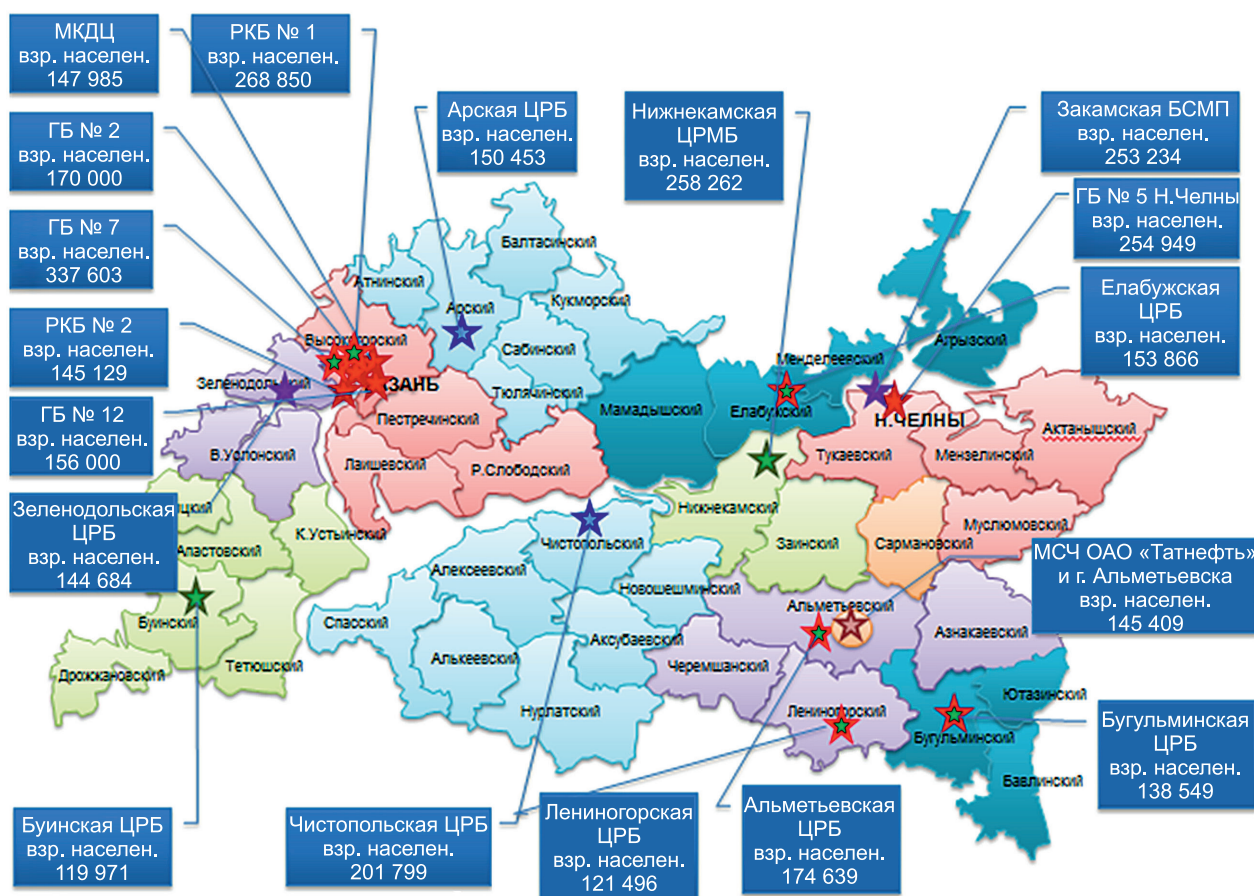 МКДЦ
взр. населен.
147 985
РКБ № 1
взр. населен.
268 850
ГБ № 2
взр. населен.
170 000
Арская ЦРБ
взр. населен.
150 453
Нижнекамская
ЦРМБ
взр. населен.
258 262
Закамская БСМП
взр. населен.
253 234
ГБ № 7
взр. населен.
337 603
ГБ № 5 Н.Челны
взр. населен.
254 949
РКБ № 2
взр. населен.
145 129
Елабужская
ЦРБ
взр. населен.
153 866
ГБ № 12
взр. населен.
156 000
Зеленодольская
ЦРБ
взр. населен.
144 684
МСЧ ОАО «Татнефть»
и г. Альметьевска
взр. населен.
145 409
Буинская ЦРБ
взр. населен.
119 971
Чистопольская ЦРБ
взр. населен.
201 799
Лениногорская
ЦРБ
взр. населен.
121 496
Альметьевская
ЦРБ
взр. населен.
174 639
Бугульминская
ЦРБ
взр. населен.
138 549
Балтасинский
Атнинский
Арский
Кукморский
Сабинский
Тюлячинский
Зеленодольский
Пестречинский
В.Услонский
Лаишевский
Р.Слободский
Мамадышский
Елабужский
Менделеевский
Агрызский
Н.ЧЕЛНЫ
Тукаевский
Мензелинский
Актанышский
Муслюмовский
Сармановский
Заинский
Нижнекамский
К.Устьинский
Апастовский
Буинский
Тетюшский
Дрожжановский
Спасский
Алексеевский
Алькеевский
Чистопольский
Новошешминский
Аксубаевский
Нурлатский
Черемшанский
Альметьевский
Азнакаевский
Лениногорский
Бугульминский
Ютазинский
Бавлинский